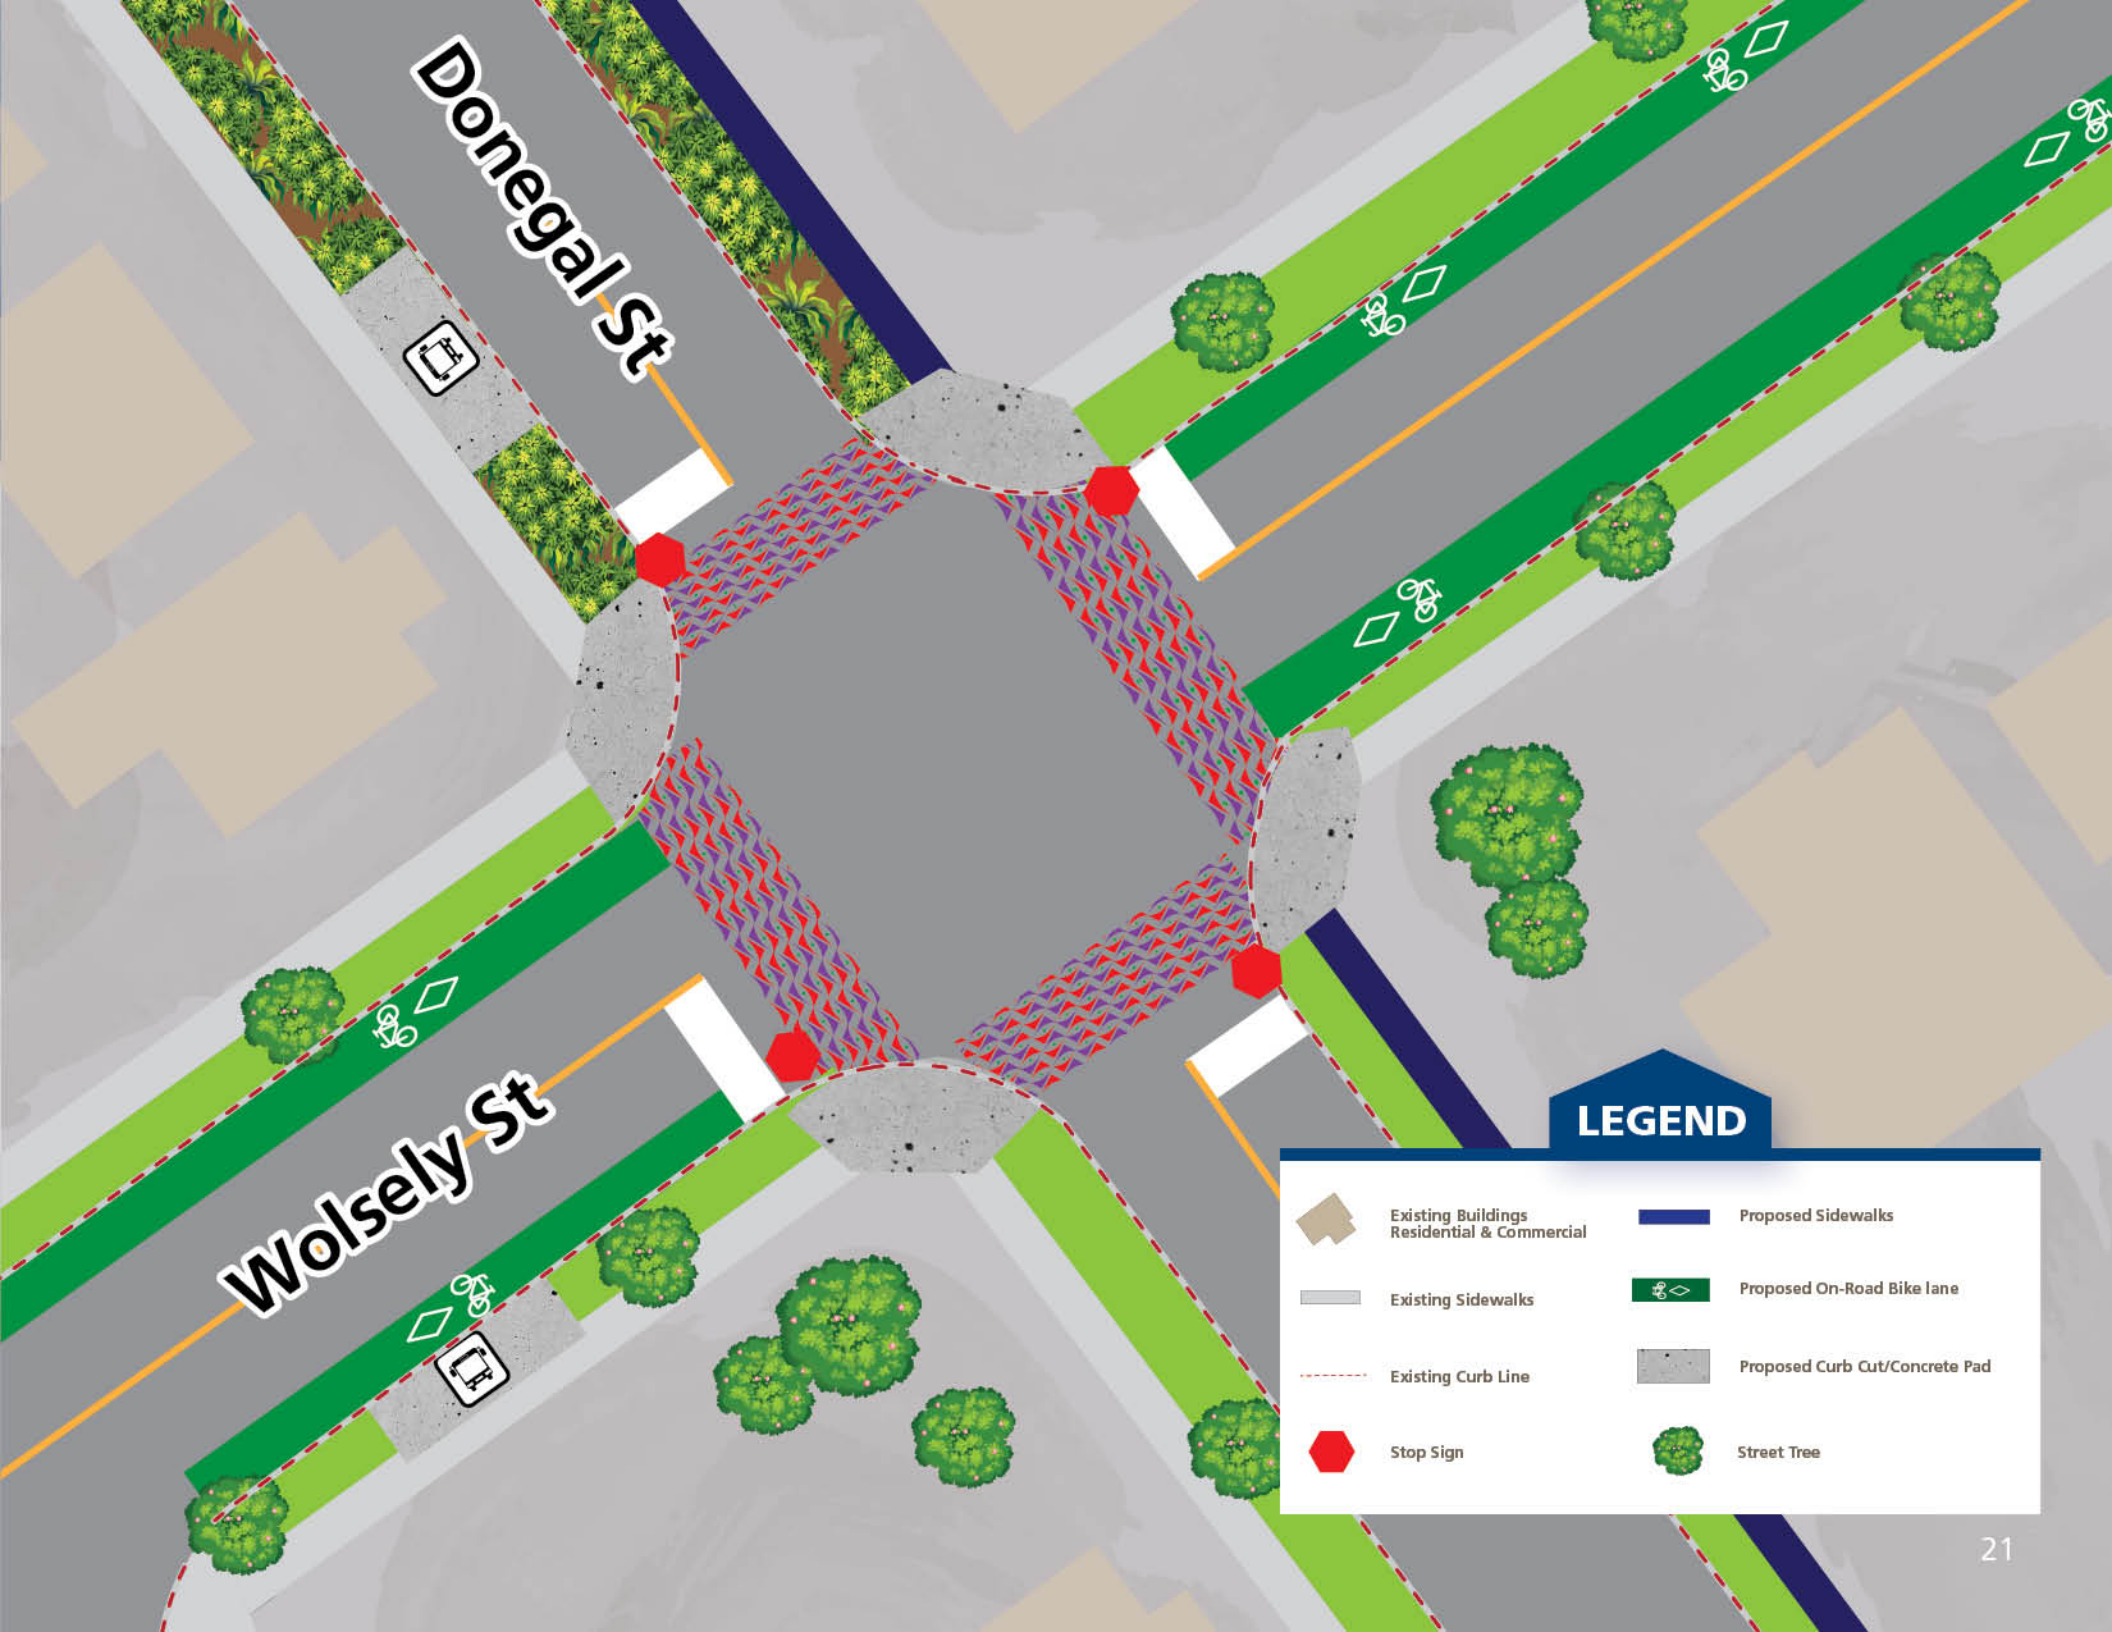 Donegal St
Wolsely St
LEGEND
Existing Buildings
Residential & Commercial
Existing Sidewalks
Existing Curb Line
Stop Sign
Proposed Sidewalks
Proposed On-Road Bike lane
Proposed Curb Cut/Concrete Pad
Street Tree
21